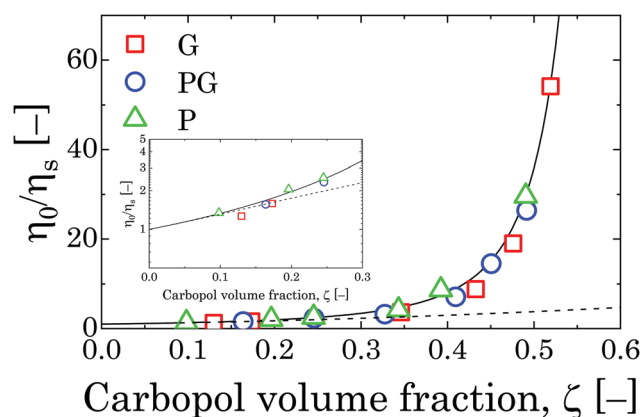 η₀/ηₛ [–]
60
40
20
0
G
PG
P
η₀/ηₛ [–]
5
4
3
2
1
0.0 0.1 0.2 0.3
Carbopol volume fraction, ζ [–]
0.0 0.1 0.2 0.3 0.4 0.5 0.6
Carbopol volume fraction, ζ [–]